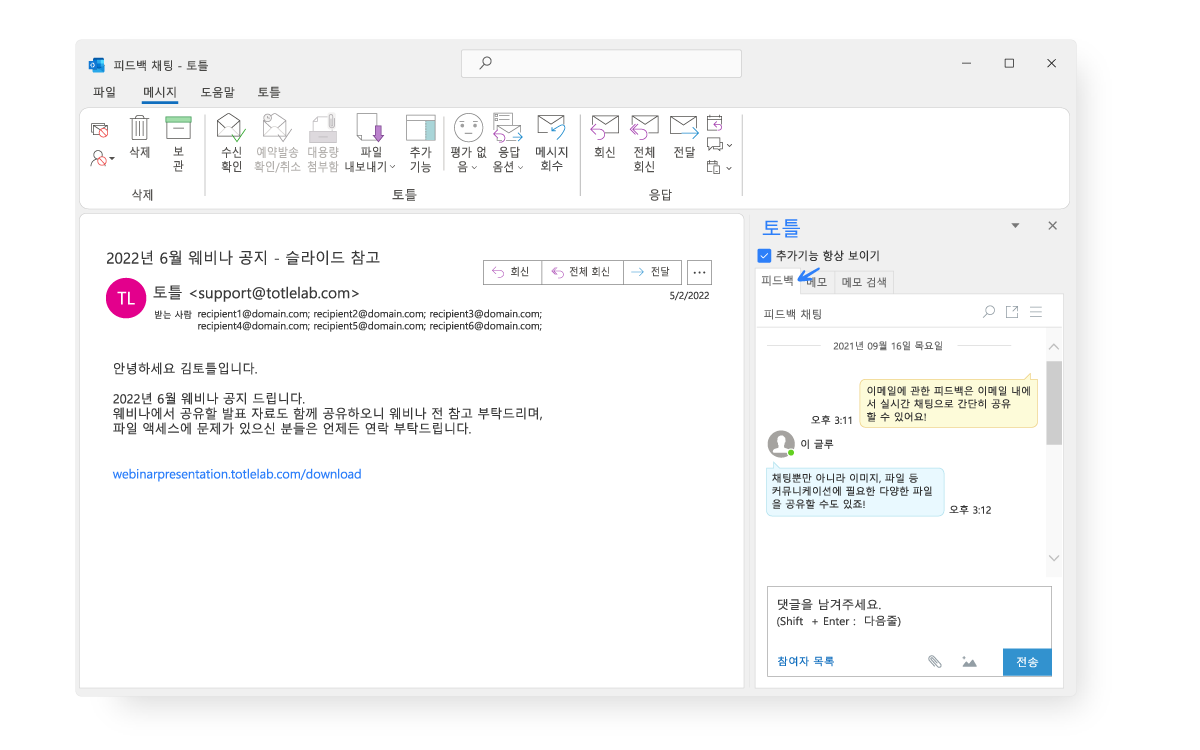 피드백 채팅 - 토틀
파일 메시지 도움말 토틀
삭제
보
관
삭제
수신
확인
예약발송
확인/취소
대용량
첨부함
파일
내보내기
추가
기능
평가 없
음
응답
옵션
메시지
회수
토틀
회신
전체
회신
전달
응답
2022년 6월 웨비나 공지 - 슬라이드 참고
회신 전체 회신 전달 ...
TL
토틀 <support@totlelab.com>
5/2/2022
받는 사람 recipient1@domain.com; recipient2@domain.com; recipient3@domain.com;
recipient4@domain.com; recipient5@domain.com; recipient6@domain.com;
안녕하세요 김토틀입니다.
2022년 6월 웨비나 공지 드립니다.
웨비나에서 공유할 발표 자료도 함께 공유하오니 웨비나 전 참고 부탁드리며,
파일 액세스에 문제가 있으신 분들은 언제든 연락 부탁드립니다.
webinarpresentation.totlelab.com/download
토틀
추가기능 항상 보이기
피드백 메모 메모 검색
피드백 채팅
2021년 09월 16일 목요일
이메일에 관한 피드백은 이메일 내에
서 실시간 채팅으로 간단히 공유
할 수 있어요!
오후 3:11
이 글루
채팅뿐만 아니라 이미지, 파일 등
커뮤니케이션에 필요한 다양한 파일
을 공유할 수도 있죠!
오후 3:12
댓글을 남겨주세요.
(Shift + Enter : 다음줄)
참여자 목록
전송